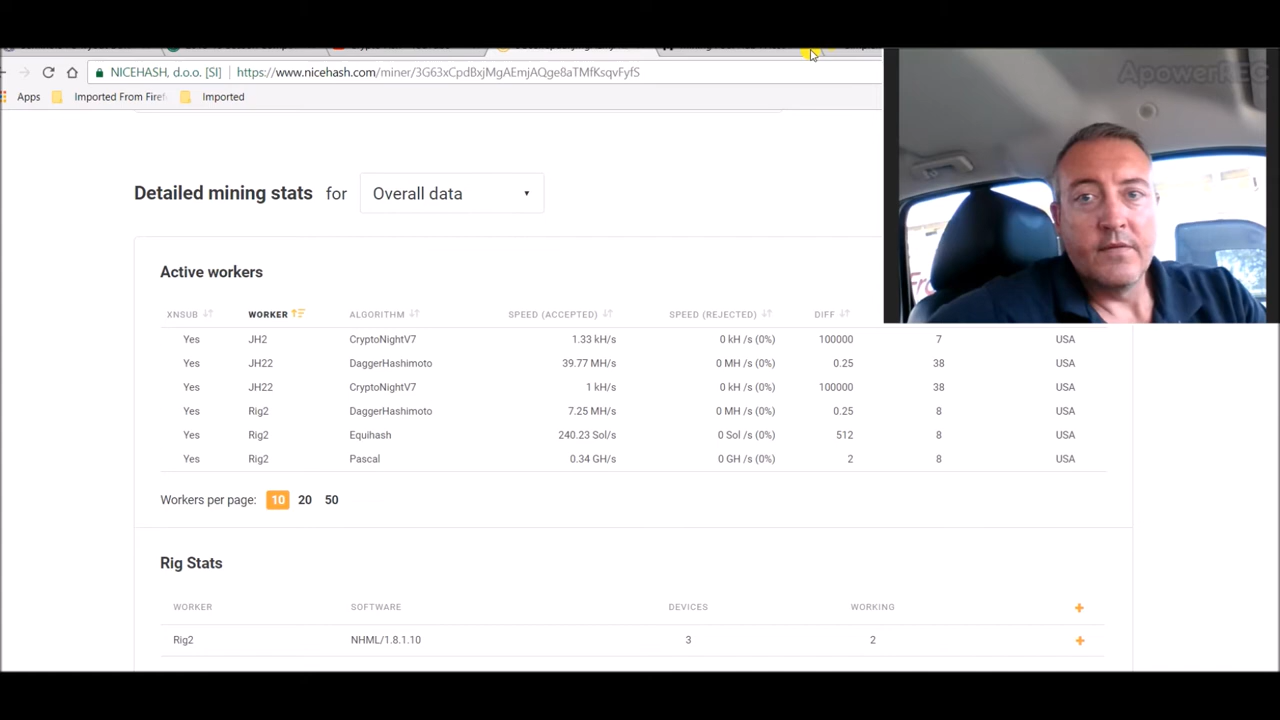 ApowerREC
NICEHASH, d.o.o. [SI] https://www.nicehash.com/miner/3G63xCpdBxjMgAEmjAQge8aTMfKsqvFyfS
Apps Imported From Firef Imported
Detailed mining stats for Overall data
Active workers
XNSUB WORKER ALGORITHM SPEED (ACCEPTED) SPEED (REJECTED) DIFF
Yes JH2 CryptoNightV7 1.33 kH/s 0 kH /s (0%) 100000 7 USA
Yes JH22 DaggerHashimoto 39.77 MH/s 0 MH /s (0%) 0.25 38 USA
Yes JH22 CryptoNightV7 1 kH/s 0 kH /s (0%) 100000 38 USA
Yes Rig2 DaggerHashimoto 7.25 MH/s 0 MH /s (0%) 0.25 8 USA
Yes Rig2 Equihash 240.23 Sol/s 0 Sol /s (0%) 512 8 USA
Yes Rig2 Pascal 0.34 GH/s 0 GH /s (0%) 2 8 USA
Workers per page: 10 20 50
Rig Stats
WORKER SOFTWARE DEVICES WORKING +
Rig2 NHML/1.8.1.10 3 2 +